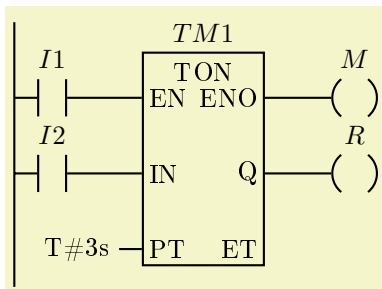 TM1
I1 TON M
EN ENO
I2 R
IN Q
T#3s PT ET